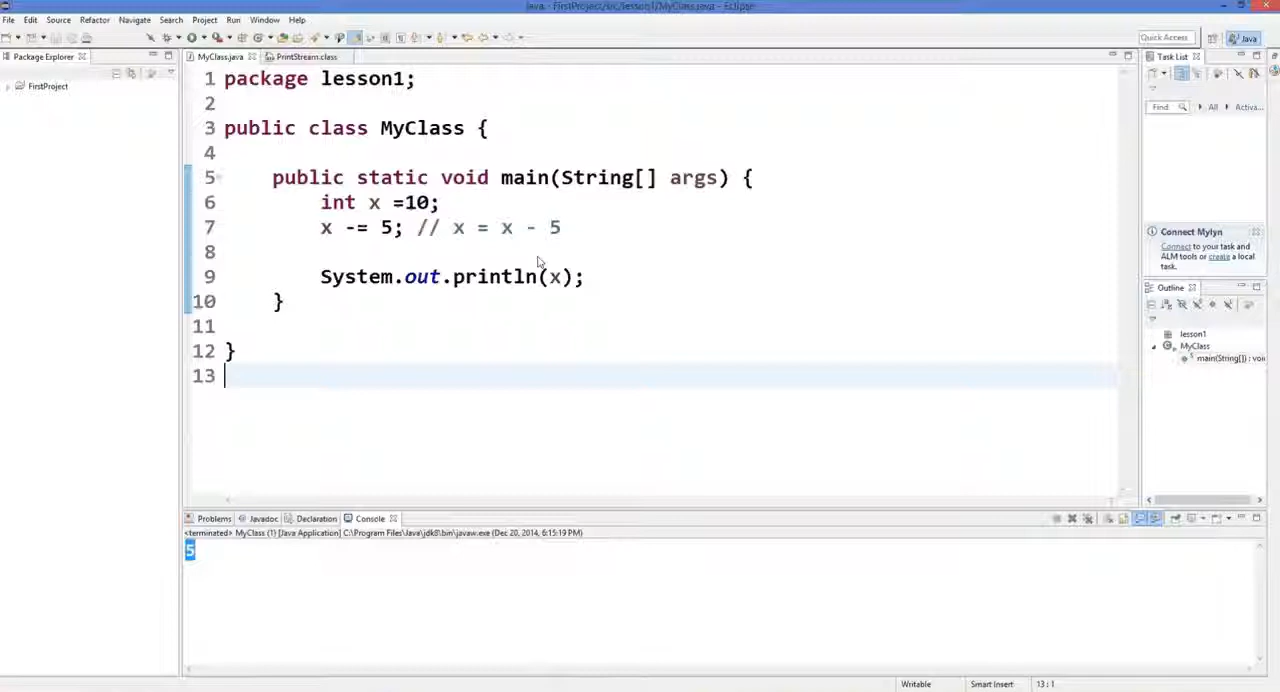 Java - FirstProject/src/lesson1/MyClass.java - Eclipse
File Edit Source Refactor Navigate Search Project Run Window Help
Quick Access
Java
Package Explorer
FirstProject
MyClass.java PrintStream.class
1 package lesson1;
2
3 public class MyClass {
4
5 public static void main(String[] args) {
6 int x =10;
7 x -= 5; // x = x - 5
8
9 System.out.println(x);
10 }
11
12 }
13
Task List
Find All Activa...
Connect Mylyn
Connect to your task and
ALM tools or create a local
task.
Outline
lesson1
MyClass
main(String[]) : voi
Problems Javadoc Declaration Console
<terminated> MyClass (1) [Java Application] C:\Program Files\Java\jdk8\bin\javaw.exe (Dec 20, 2014, 6:15:19 PM)
5
Writable Smart Insert 13 : 1